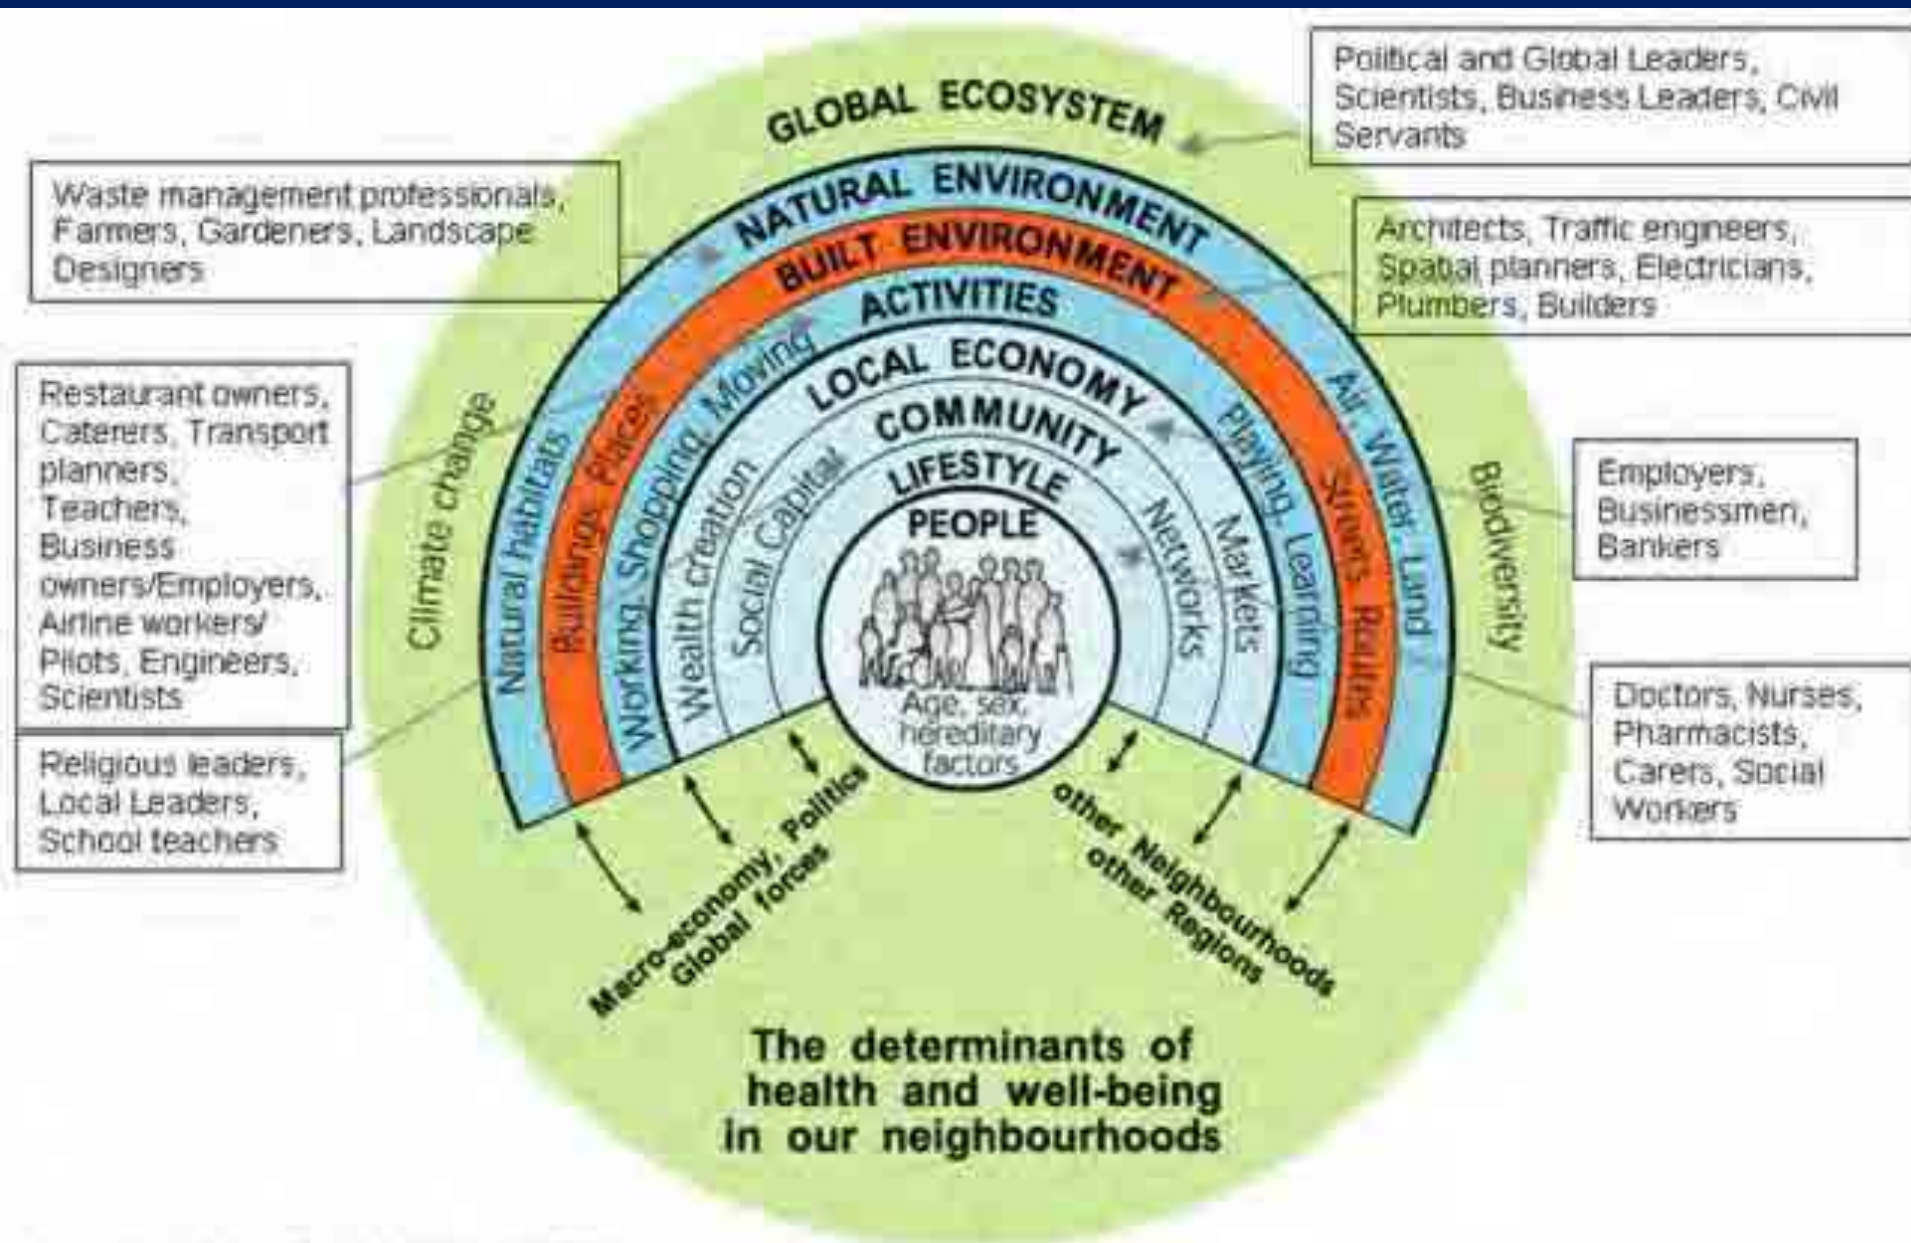 GLOBAL ECOSYSTEM
Political and Global Leaders,
Scientists, Business Leaders, Civil
Servants
Waste management professionals,
Farmers, Gardeners, Landscape
Designers
NATURAL ENVIRONMENT
BUILT ENVIRONMENT
ACTIVITIES
LOCAL ECONOMY
COMMUNITY
LIFESTYLE
PEOPLE
Age, sex,
hereditary
factors
Architects, Traffic engineers,
Spatial planners, Electricians,
Plumbers, Builders
Restaurant owners,
Caterers, Transport
planners,
Teachers,
Business
owners/Employers,
Airline workers/
Pilots, Engineers,
Scientists
Religious leaders,
Local Leaders,
School teachers
Climate change
Natural habitats
Buildings, Places
Working, Shopping, Moving
Wealth creation
Social Capital
Networks
Markets
Playing, Learning
Streets, Routes
Air, Water, Land
Biodiversity
Employers,
Businessmen,
Bankers
Doctors, Nurses,
Pharmacists,
Carers, Social
Workers
Macro-economy, Politics
Global forces
other Neighbourhoods
other Regions
The determinants of
health and well-being
in our neighbourhoods